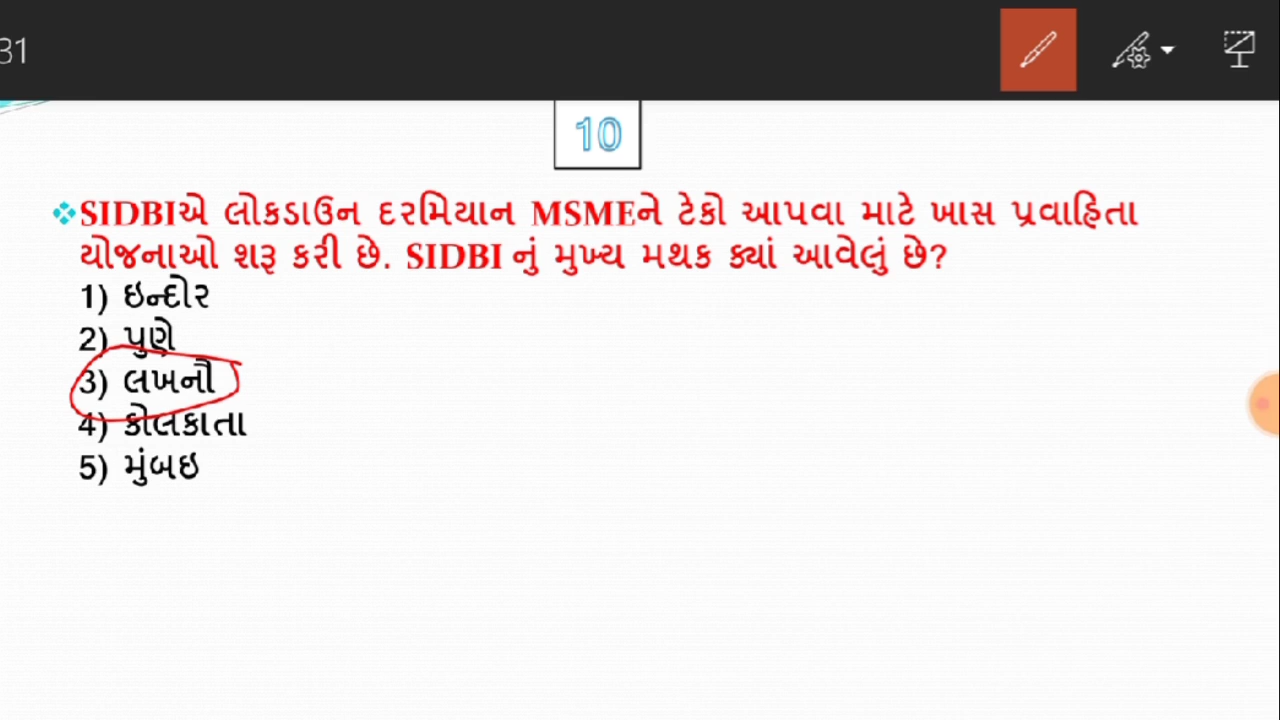 31
10
SIDBIએ લોકડાઉન દરમિયાન MSMEને ટેકો આપવા માટે ખાસ પ્રવાહિતા
યોજનાઓ શરૂ કરી છે. SIDBI નું મુખ્ય મથક ક્યાં આવેલું છે?
1) ઇન્દોર
2) પુણે
3) લખનૌ
4) કોલકાતા
5) મુંબઇ